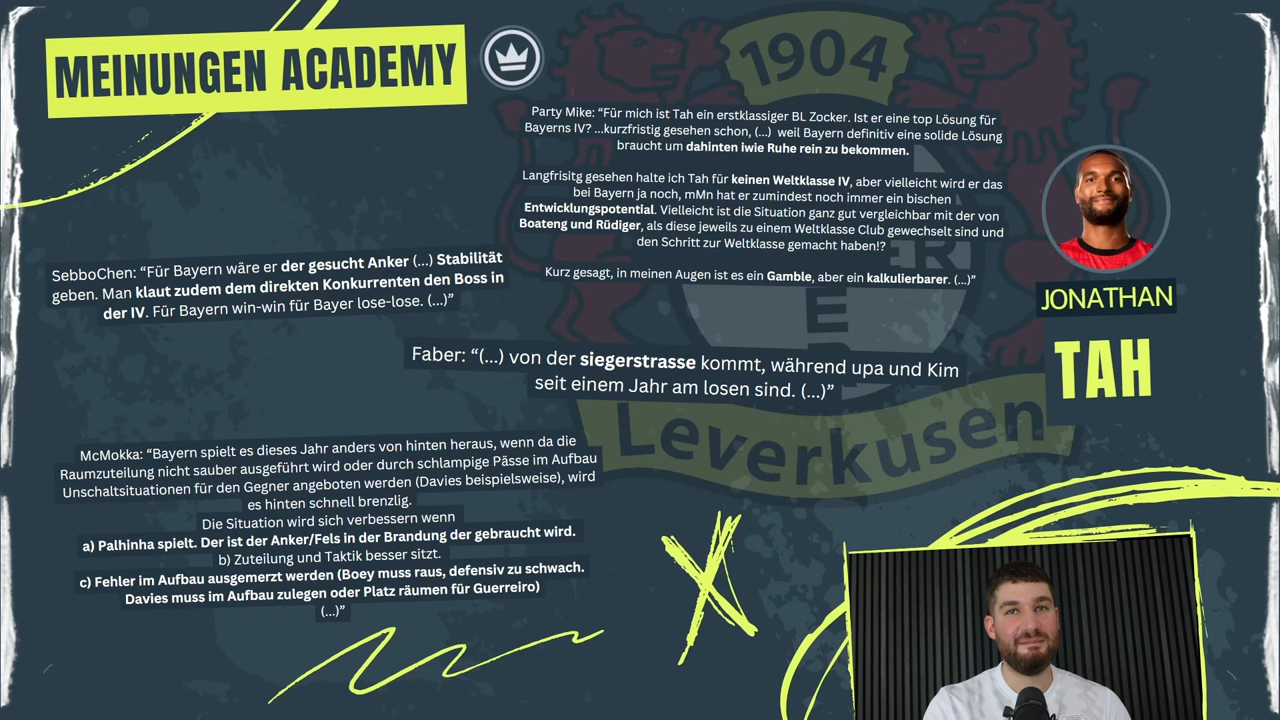 MEINUNGEN ACADEMY
1904
Party Mike: “Für mich ist Tah ein erstklassiger BL Zocker. Ist er eine top Lösung für
Bayerns IV? ...kurzfristig gesehen schon, (...) weil Bayern definitiv eine solide Lösung
braucht um dahinten iwie Ruhe rein zu bekommen.
Langfrisitg gesehen halte ich Tah für keinen Weltklasse IV, aber vielleicht wird er das
bei Bayern ja noch, mMn hat er zumindest noch immer ein bischen
Entwicklungspotential. Vielleicht ist die Situation ganz gut vergleichbar mit der von
Boateng und Rüdiger, als diese jeweils zu einem Weltklasse Club gewechselt sind und
den Schritt zur Weltklasse gemacht haben!?
Kurz gesagt, in meinen Augen ist es ein Gamble, aber ein kalkulierbarer. (...)”
SebboChen: “Für Bayern wäre er der gesucht Anker (...) Stabilität
geben. Man klaut zudem dem direkten Konkurrenten den Boss in
der IV. Für Bayern win-win für Bayer lose-lose. (...)”
JONATHAN
TAH
Faber: “(...) von der siegerstrasse kommt, während upa und Kim
seit einem Jahr am losen sind. (...)”
Leverkusen
McMokka: “Bayern spielt es dieses Jahr anders von hinten heraus, wenn da die
Raumzuteilung nicht sauber ausgeführt wird oder durch schlampige Pässe im Aufbau
Unschaltsituationen für den Gegner angeboten werden (Davies beispielsweise), wird
es hinten schnell brenzlig.
Die Situation wird sich verbessern wenn
a) Palhinha spielt. Der ist der Anker/Fels in der Brandung der gebraucht wird.
b) Zuteilung und Taktik besser sitzt.
c) Fehler im Aufbau ausgemerzt werden (Boey muss raus, defensiv zu schwach.
Davies muss im Aufbau zulegen oder Platz räumen für Guerreiro)
(...)”